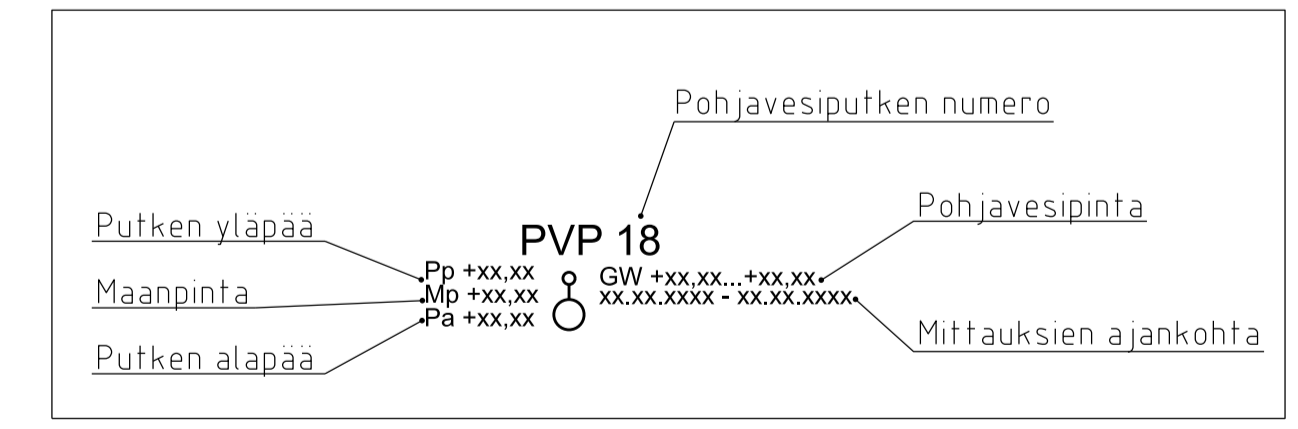 Pohjavesiputken numero
Putken yläpää
Pohjavesipinta
PVP 18
Pp +xx,xx
GW +xx,xx...+xx,xx
Maanpinta
Mp +xx,xx
xx.xx.xxxx - xx.xx.xxxx
Pa +xx,xx
Mittauksien ajankohta
Putken alapää